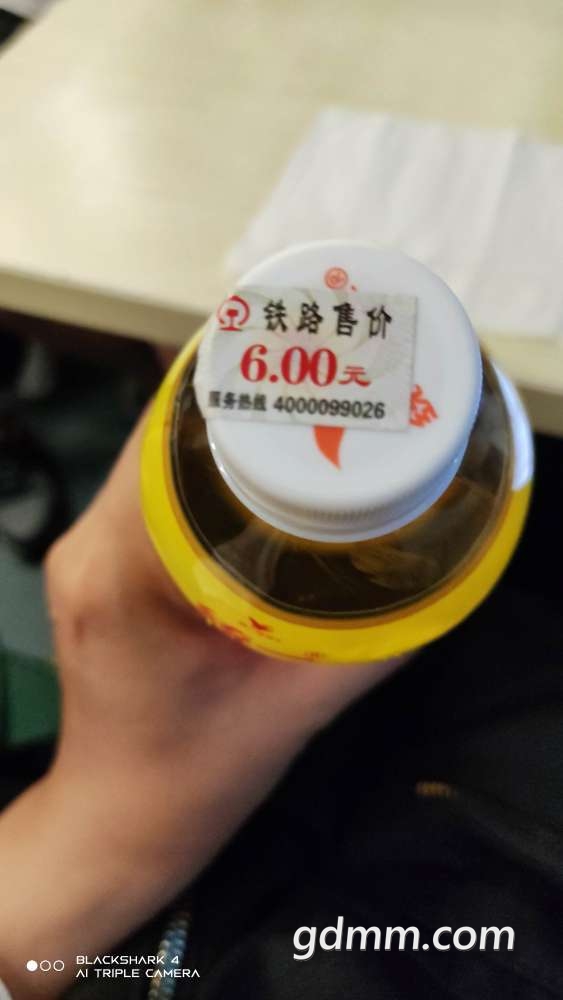 铁路售价
6.00元
服务热线 4000099026
gdmm.com
BLACKSHARK 4
AI TRIPLE CAMERA